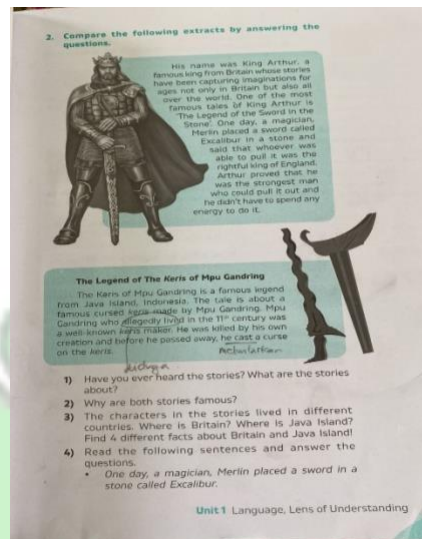 2. Compare the following extracts by answering the
questions.
His name was King Arthur, a
famous king from Britain whose stories
have been capturing imaginations for
ages not only in Britain but also all
over the world. One of the most
famous tales of King Arthur is
'The Legend of the Sword in the
Stone'. One day, a magician,
Merlin placed a sword called
Excalibur in a stone and
said that whoever was
able to pull it was the
rightful king of England.
Arthur proved that he
was the strongest man
who could pull it out and
he didn't have to spend any
energy to do it.
The Legend of The Keris of Mpu Gandring
The Keris of Mpu Gandring is a famous legend
from Java Island, Indonesia. The tale is about a
famous cursed keris made by Mpu Gandring. Mpu
Gandring who allegedly lived in the 11th century was
a well-known keris maker. He was killed by his own
creation and before he passed away, he cast a curse
on the keris.
1) Have you ever heard the stories? What are the stories
about?
2) Why are both stories famous?
3) The characters in the stories lived in different
countries. Where is Britain? Where is Java Island?
Find 4 different facts about Britain and Java Island!
4) Read the following sentences and answer the
questions.
• One day, a magician, Merlin placed a sword in a
stone called Excalibur.
Unit 1 Language, Lens of Understanding